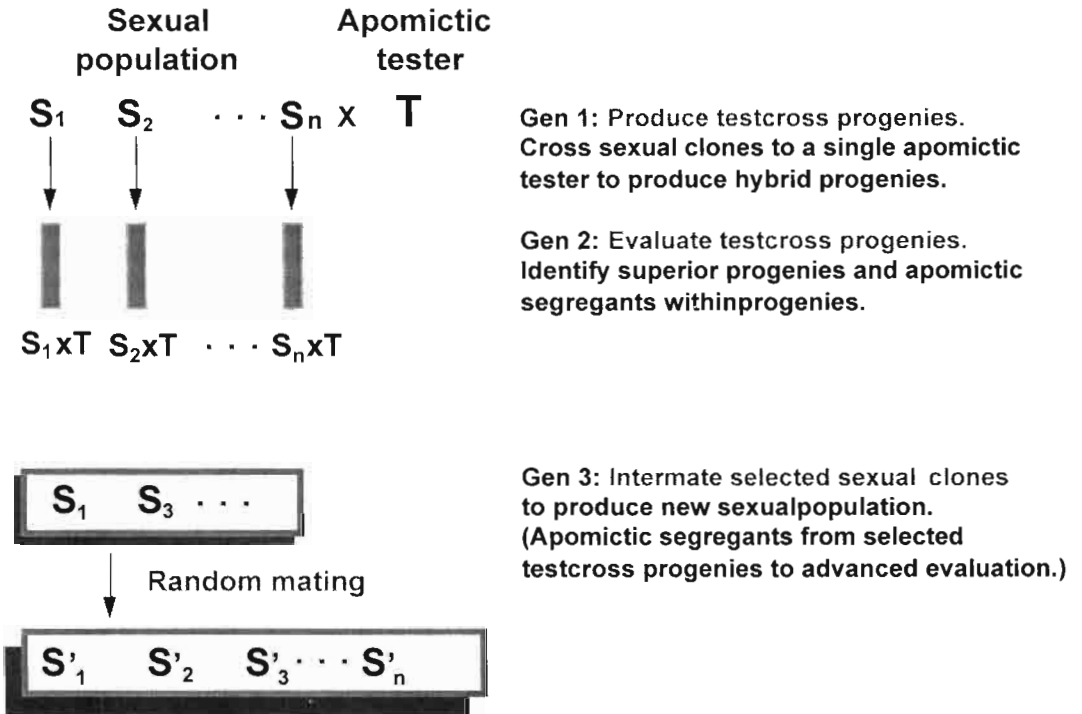 Sexual population
Apomictic tester
S1 S2 · · · Sn x T
Gen 1: Produce testcross progenies.
Cross sexual clones to a single apomictic
tester to produce hybrid progenies.
Gen 2: Evaluate testcross progenies.
Identify superior progenies and apomictic
segregants withinprogenies.
S1xT S2xT · · · SnxT
S1 S3 · · ·
Gen 3: Intermate selected sexual clones
to produce new sexualpopulation.
(Apomictic segregants from selected
testcross progenies to advanced evaluation.)
Random mating
S'1 S'2 S'3 · · · S'n